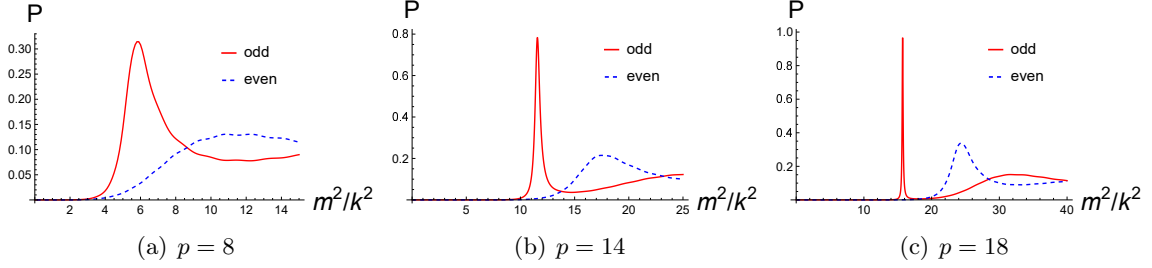 P
0.30
0.25
0.20
0.15
0.10
0.05
2 4 6 8 10 12 14
m²/k²
odd
even
(a) p = 8
P
0.8
0.6
0.4
0.2
5 10 15 20 25
m²/k²
odd
even
(b) p = 14
P
1.0
0.8
0.6
0.4
0.2
10 20 30 40
m²/k²
odd
even
(c) p = 18